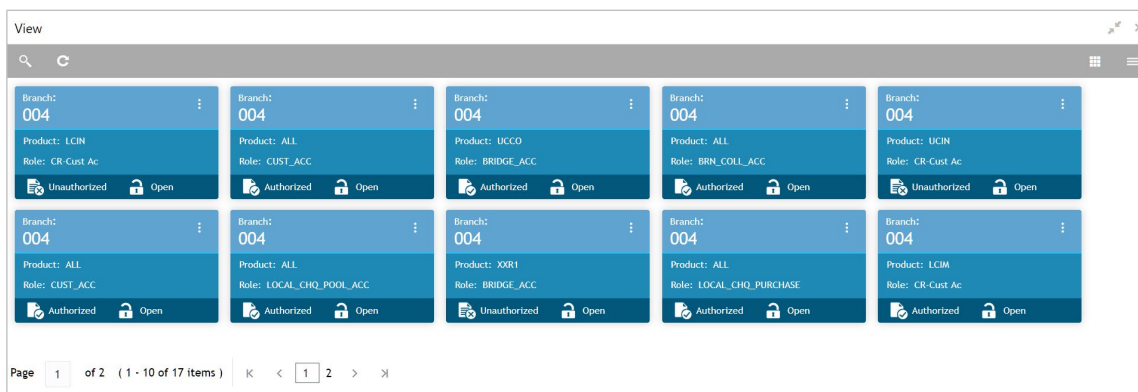 View
Branch:
004
Product: LCIN
Role: CR-Cust Ac
Unauthorized Open
Branch:
004
Product: ALL
Role: CUST_ACC
Authorized Open
Branch:
004
Product: UCCO
Role: BRIDGE_ACC
Authorized Open
Branch:
004
Product: ALL
Role: BRN_COLL_ACC
Authorized Open
Branch:
004
Product: UCIN
Role: CR-Cust Ac
Unauthorized Open
Branch:
004
Product: ALL
Role: CUST_ACC
Authorized Open
Branch:
004
Product: ALL
Role: LOCAL_CHQ_POOL_ACC
Authorized Open
Branch:
004
Product: XXR1
Role: BRIDGE_ACC
Unauthorized Open
Branch:
004
Product: ALL
Role: LOCAL_CHQ_PURCHASE
Authorized Open
Branch:
004
Product: LCIM
Role: CR-Cust Ac
Authorized Open
Page 1 of 2 ( 1 - 10 of 17 items ) 1 2